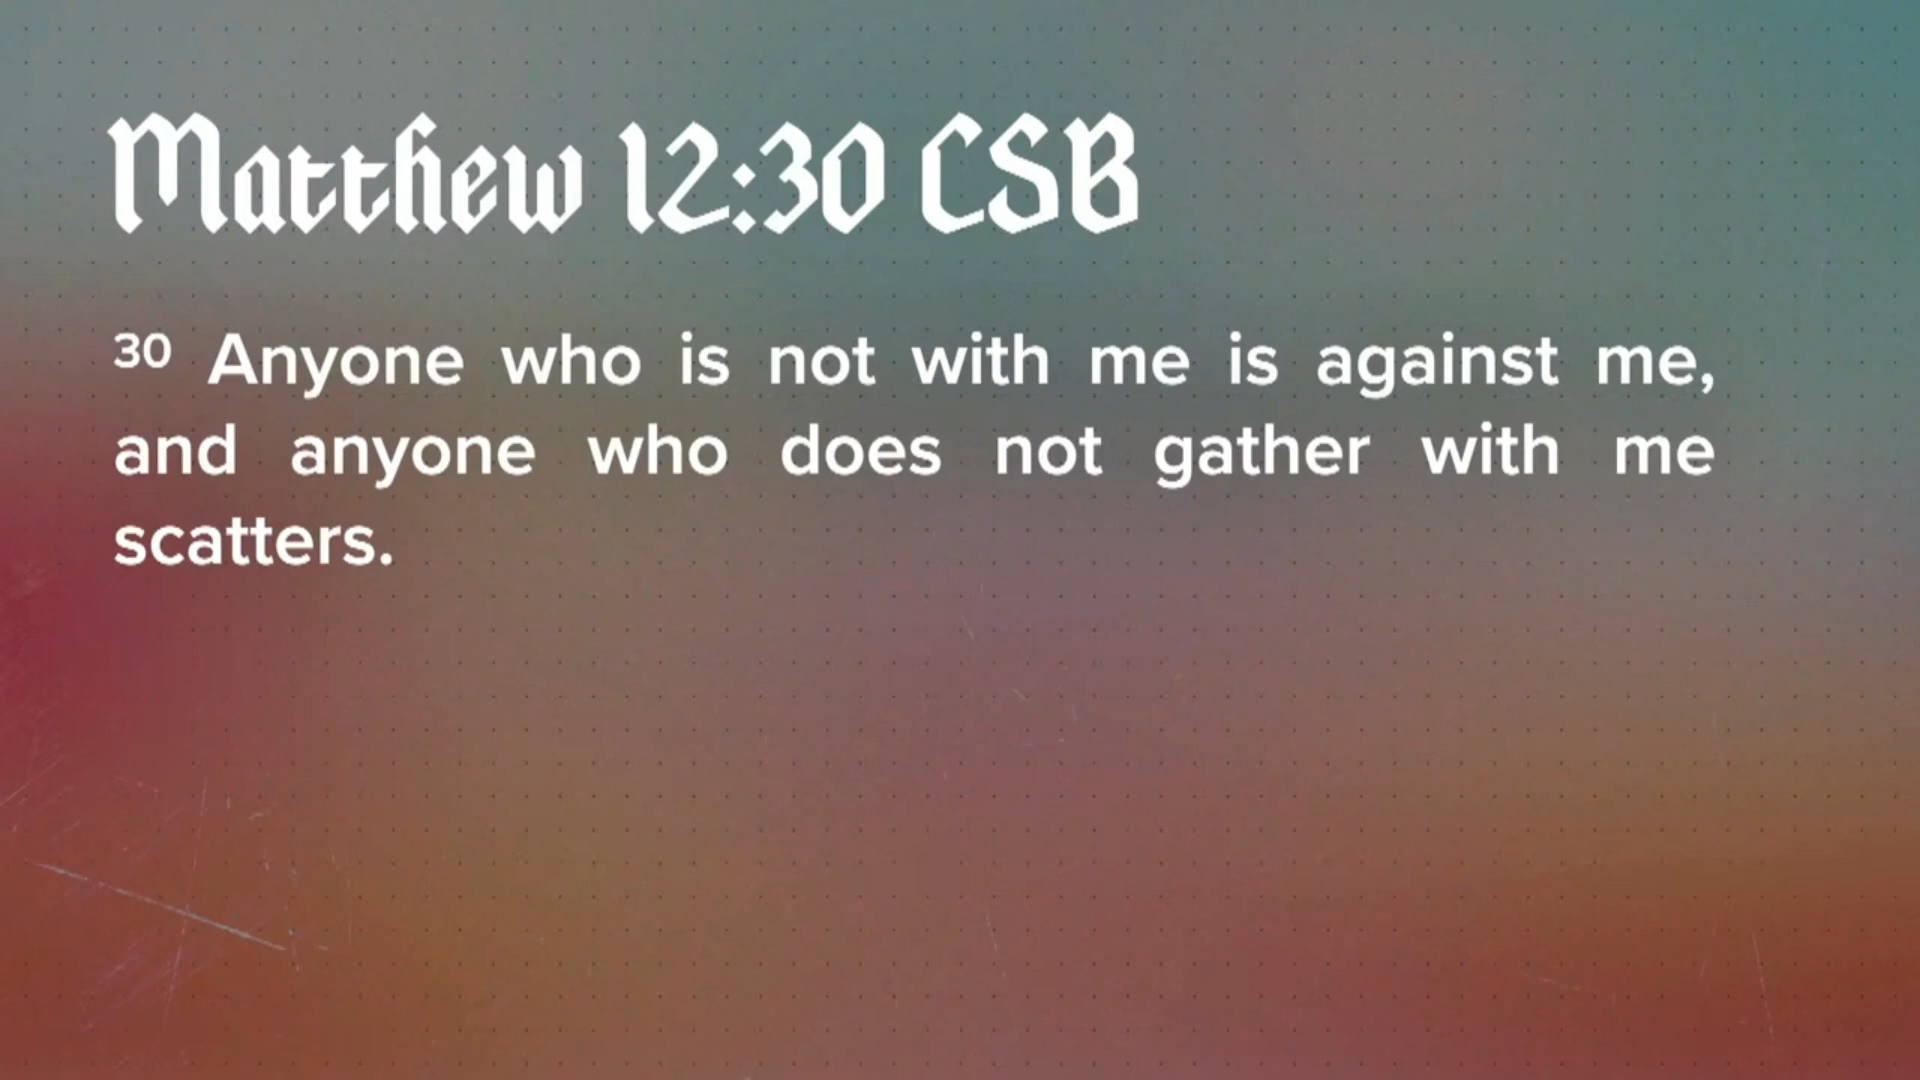 Matthew 12:30 CSB
30 Anyone who is not with me is against me,
and anyone who does not gather with me
scatters.